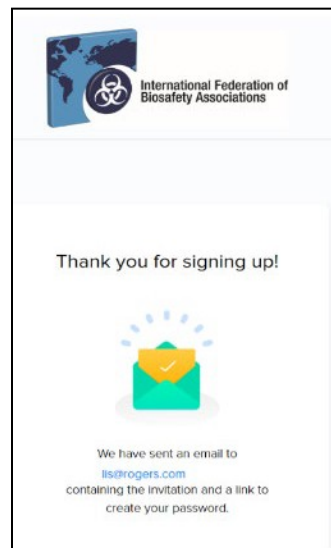 International Federation of
Biosafety Associations
Thank you for signing up!
We have sent an email to
lis@rogers.com
containing the invitation and a link to
create your password.